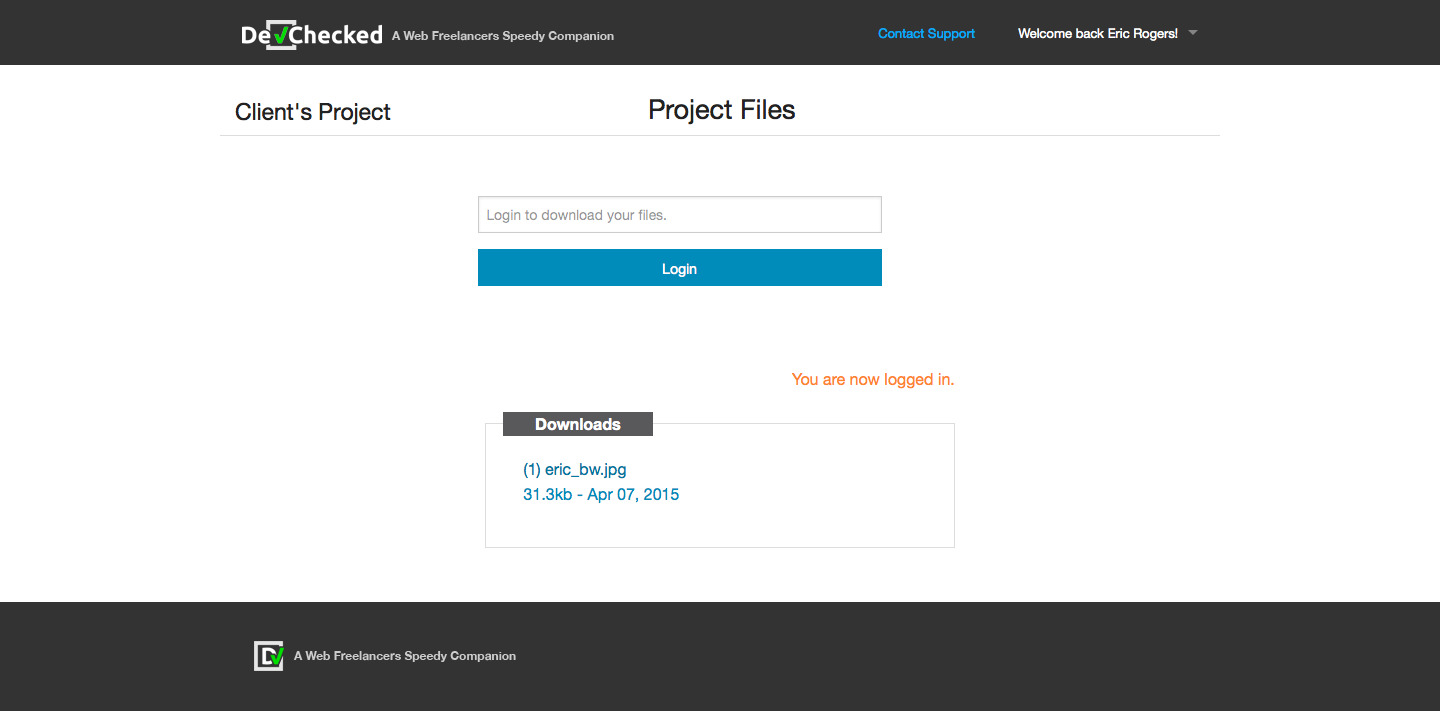 DevChecked A Web Freelancers Speedy Companion
Contact Support
Welcome back Eric Rogers!
Client's Project
Project Files
Login to download your files.
Login
You are now logged in.
Downloads
(1) eric_bw.jpg
31.3kb - Apr 07, 2015
D A Web Freelancers Speedy Companion